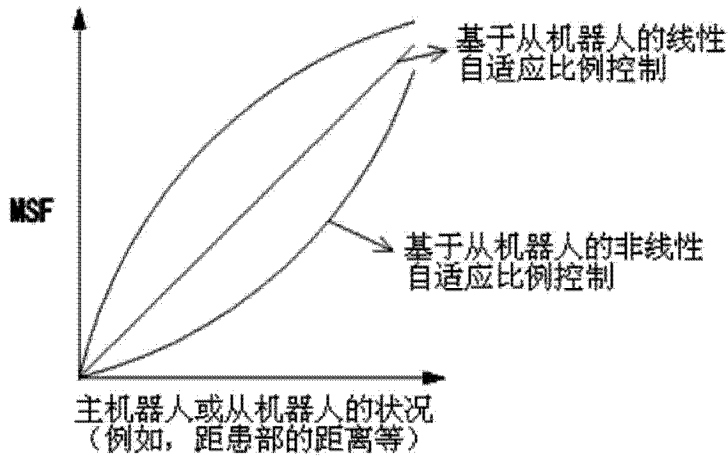 基于从机器人的线性
自适应比例控制
MSF
基于从机器人的非线性
自适应比例控制
主机器人或从机器人的状况
（例如，距患部的距离等）